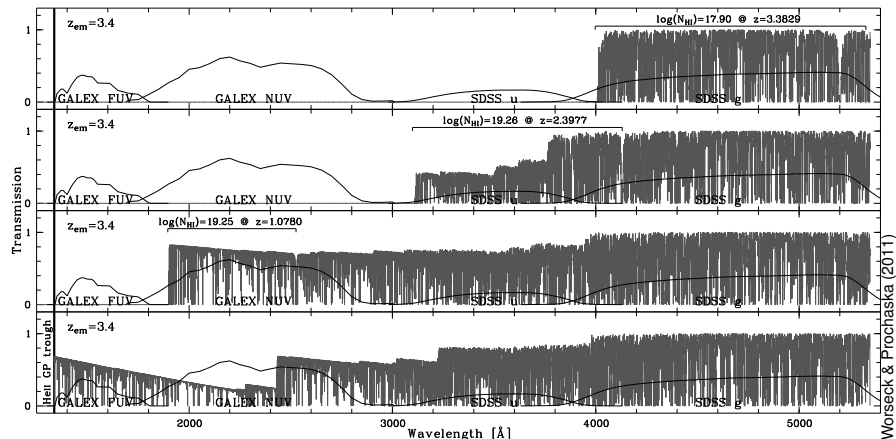 z_em=3.4
log(N_HI)=17.90 @ z=3.3829
GALEX FUV
GALEX NUV
SDSS u
SDSS g
z_em=3.4
log(N_HI)=19.26 @ z=2.3977
GALEX FUV
GALEX NUV
SDSS u
SDSS g
z_em=3.4
log(N_HI)=19.25 @ z=1.0780
GALEX FUV
GALEX NUV
SDSS u
SDSS g
z_em=3.4
HeII GP trough
GALEX FUV
GALEX NUV
SDSS u
SDSS g
0
1
0
1
0
1
0
1
2000
3000
4000
5000
Transmission
Wavelength [Å]
Worseck & Prochaska (2011)